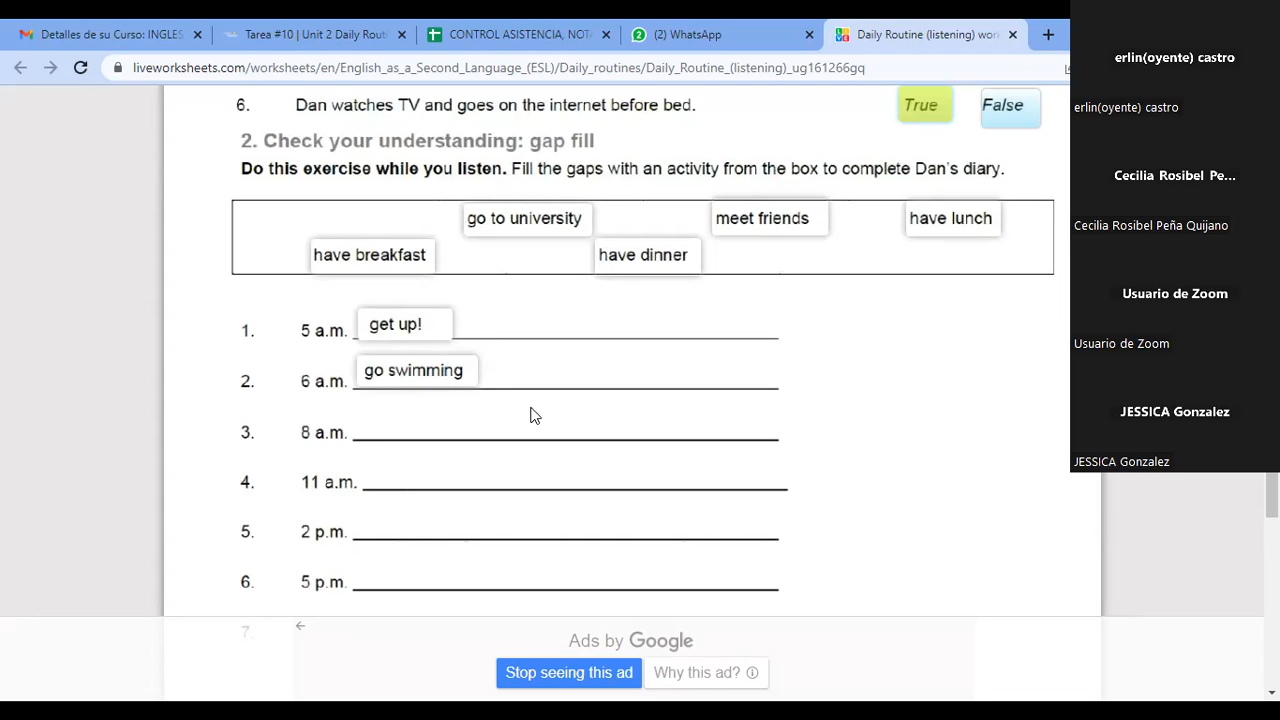 Detalles de su Curso: INGLES
Tarea #10 | Unit 2 Daily Routi
CONTROL ASISTENCIA, NOTA
(2) WhatsApp
Daily Routine (listening) wor
liveworksheets.com/worksheets/en/English_as_a_Second_Language_(ESL)/Daily_routines/Daily_Routine_(listening)_ug161266gq
6. Dan watches TV and goes on the internet before bed. True False
2. Check your understanding: gap fill
Do this exercise while you listen. Fill the gaps with an activity from the box to complete Dan's diary.
go to university meet friends have lunch
have breakfast have dinner
1. 5 a.m. get up!
2. 6 a.m. go swimming
3. 8 a.m.
4. 11 a.m.
5. 2 p.m.
6. 5 p.m.
7.
Ads by Google
Stop seeing this ad Why this ad?
erlin(oyente) castro
erlin(oyente) castro
Cecilia Rosibel Pe...
Cecilia Rosibel Peña Quijano
Usuario de Zoom
Usuario de Zoom
JESSICA Gonzalez
JESSICA Gonzalez